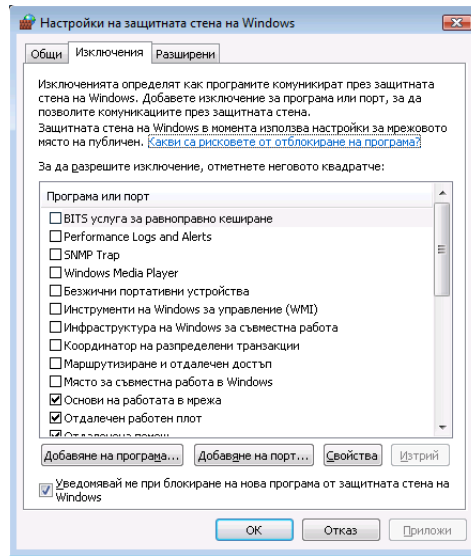 Настройки на защитната стена на Windows
Общи Изключения Разширени
Изключенията определят как програмите комуникират през защитната
стена на Windows. Добавете изключение за програма или порт, за да
позволите комуникациите през защитната стена.
Защитната стена на Windows в момента използва настройки за мрежовото
място на публичен. Какви са рисковете от отблокиране на програма?
За да разрешите изключение, отметнете неговото квадратче:
Програма или порт
BITS услуга за равноправно кеширане
Performance Logs and Alerts
SNMP Trap
Windows Media Player
Безжични портативни устройства
Инструменти на Windows за управление (WMI)
Инфраструктура на Windows за съвместна работа
Координатор на разпределени транзакции
Маршрутизиране и отдалечен достъп
Място за съвместна работа в Windows
Основи на работата в мрежа
Отдалечен работен плот
Отдалечена помощ
Добавяне на програма... Добавяне на порт... Свойства Изтрий
Уведомявай ме при блокиране на нова програма от защитната стена на
Windows
OK Отказ Приложи